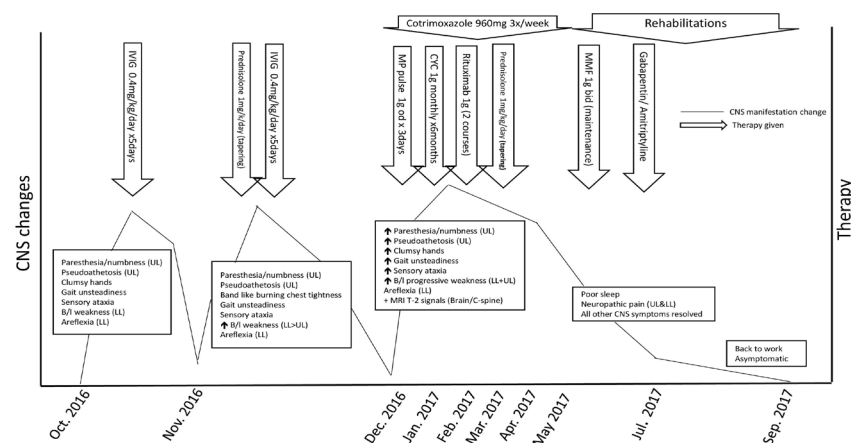 Cotrimoxazole 960mg 3x/week
Rehabilitations
IVIG 0.4mg/kg/day x5days
Prednisolone 1mg/k/day (tapering)
IVIG 0.4mg/kg/day x5days
MP pulse 1g od x 3days
CYC 1g monthly x6months
Rituximab 1g (2 courses)
Prednisolone 1mg/kg/day (tapering)
MMF 1g bid (maintenance)
Gabapentin/ Amitriptyline
CNS manifestation change
Therapy given
CNS changes
Therapy
Paresthesia/numbness (UL)
Pseudoathetosis (UL)
Clumsy hands
Gait unsteadiness
Sensory ataxia
B/I weakness (LL)
Areflexia (LL)
Paresthesia/numbness (UL)
Pseudoathetosis (UL)
Band like burning chest tightness
Gait unsteadiness
Sensory ataxia
↑ B/I weakness (LL>UL)
Areflexia (LL)
↑ Paresthesia/numbness (UL)
↑ Pseudoathetosis (UL)
↑ Clumsy hands
↑ Gait unsteadiness
↑ Sensory ataxia
↑ B/I progressive weakness (LL+UL)
Areflexia (LL)
+ MRI T-2 signals (Brain/C-spine)
Poor sleep
Neuropathic pain (UL&LL)
All other CNS symptoms resolved
Back to work
Asymptomatic
Oct. 2016
Nov. 2016
Dec. 2016
Jan. 2017
Feb. 2017
Mar. 2017
Apr. 2017
May 2017
Jul. 2017
Sep. 2017